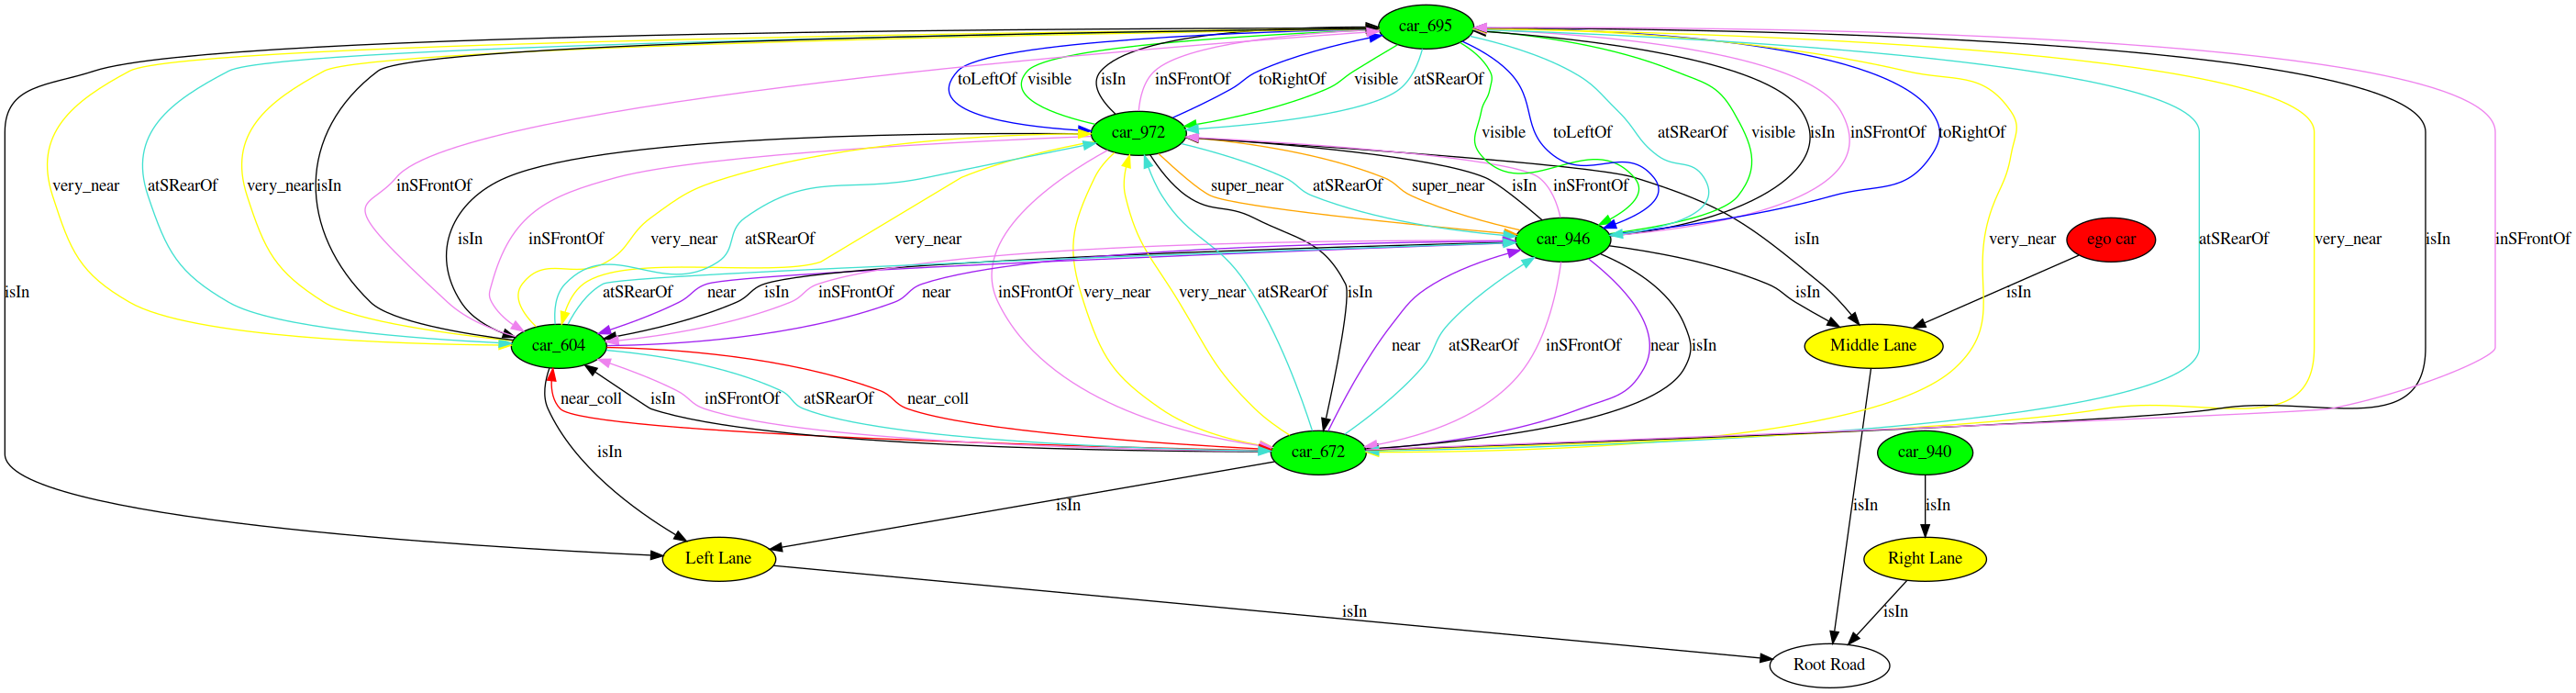 car_695
toLeftOf visible isIn inSFrontOf toRightOf visible atSRearOf
car_972 visible toLeftOf atSRearOf visible isIn inSFrontOf toRightOf
very_near atSRearOf very_near isIn inSFrontOf super_near atSRearOf super_near isIn inSFrontOf
isIn inSFrontOf very_near atSRearOf very_near car_946 isIn ego car very_near atSRearOf very_near isIn inSFrontOf
isIn atSRearOf near isIn inSFrontOf near inSFrontOf very_near very_near atSRearOf isIn isIn isIn
car_604 near atSRearOf inSFrontOf near isIn Middle Lane
near_coll isIn inSFrontOf atSRearOf near_coll
isIn car_672 car_940
isIn isIn isIn
Left Lane Right Lane
isIn isIn
Root Road